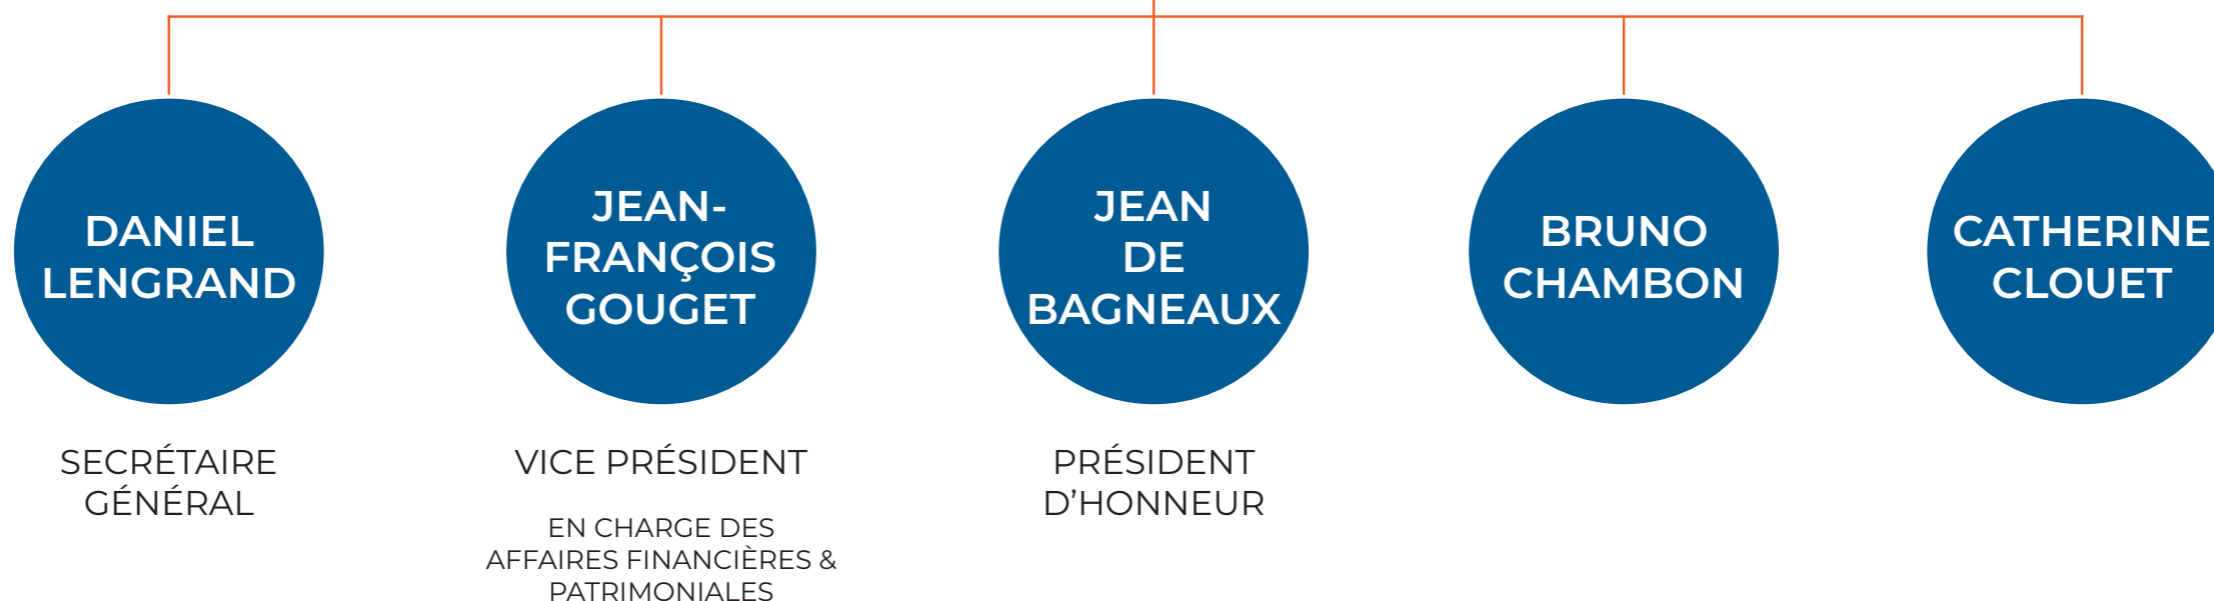 DANIEL
LENGRAND
SECRÉTAIRE
GÉNÉRAL
JEAN-
FRANÇOIS
GOUGET
VICE PRÉSIDENT
EN CHARGE DES
AFFAIRES FINANCIÈRES &
PATRIMONIALES
JEAN
DE
BAGNEAUX
PRÉSIDENT
D’HONNEUR
BRUNO
CHAMBON
CATHERINE
CLOUET